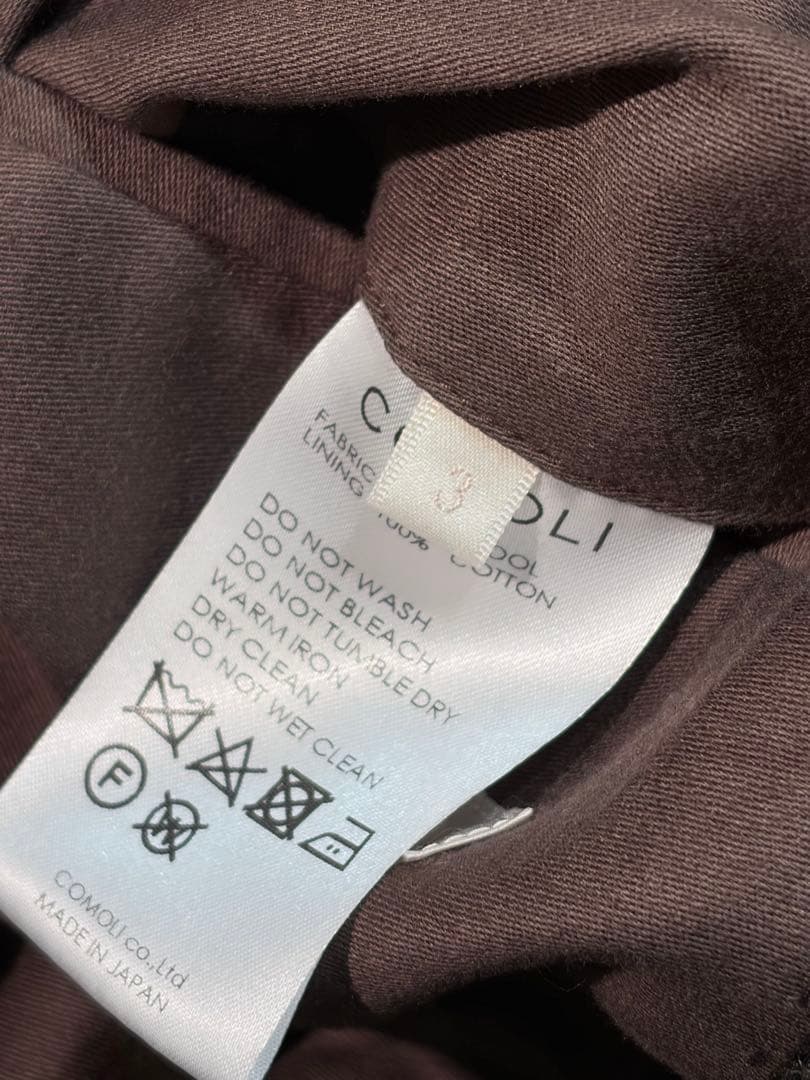 3
FABRIC
LINING 100% COTTON
DO NOT WASH
DO NOT BLEACH
DO NOT TUMBLE DRY
WARM IRON
DRY CLEAN
DO NOT WET CLEAN
F
W
COMOLI co.,Ltd
MADE IN JAPAN